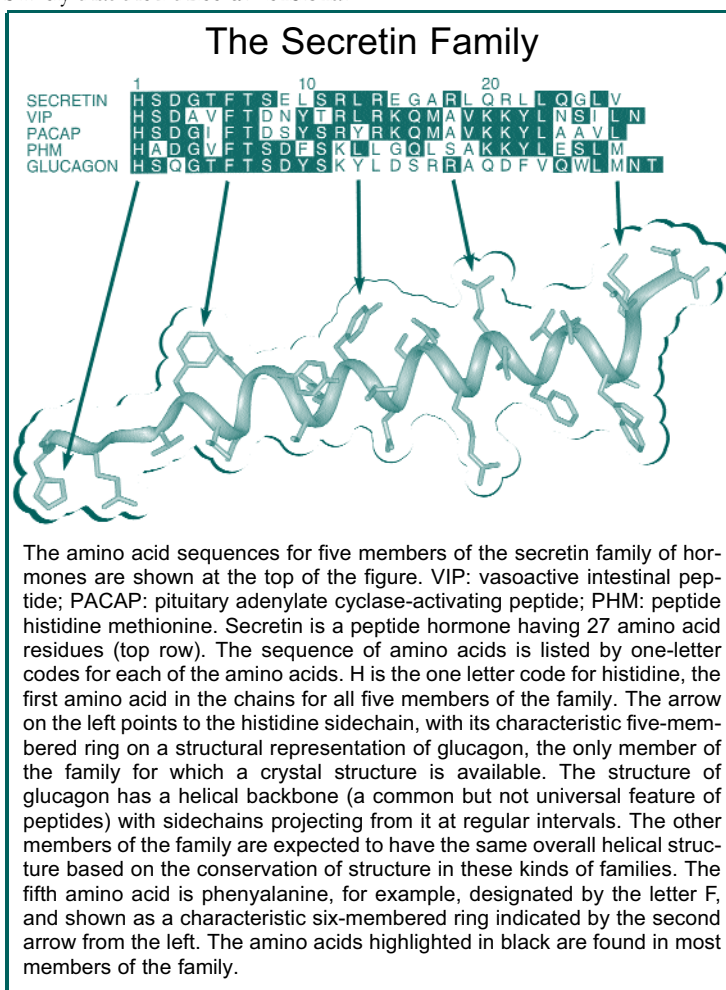 The Secretin Family
1 10 20
SECRETIN H S D G T F T S E L S R L R E G A R L Q R L L Q G L V
VIP H S D A V F T D N Y T R L R K Q M A V K K Y L N S I L N
PACAP H S D G I F T D S Y S R Y R K Q M A V K K Y L A A V L
PHM H A D G V F T S D F S K L L G Q L S A K K Y L E S L M
GLUCAGON H S Q G T F T S D Y S K Y L D S R R A Q D F V Q W L M N T
The amino acid sequences for five members of the secretin family of hor-
mones are shown at the top of the figure. VIP: vasoactive intestinal pep-
tide; PACAP: pituitary adenylate cyclase-activating peptide; PHM: peptide
histidine methionine. Secretin is a peptide hormone having 27 amino acid
residues (top row). The sequence of amino acids is listed by one-letter
codes for each of the amino acids. H is the one letter code for histidine, the
first amino acid in the chains for all five members of the family. The arrow
on the left points to the histidine sidechain, with its characteristic five-mem-
bered ring on a structural representation of glucagon, the only member of
the family for which a crystal structure is available. The structure of
glucagon has a helical backbone (a common but not universal feature of
peptides) with sidechains projecting from it at regular intervals. The other
members of the family are expected to have the same overall helical struc-
ture based on the conservation of structure in these kinds of families. The
fifth amino acid is phenyalanine, for example, designated by the letter F,
and shown as a characteristic six-membered ring indicated by the second
arrow from the left. The amino acids highlighted in black are found in most
members of the family.